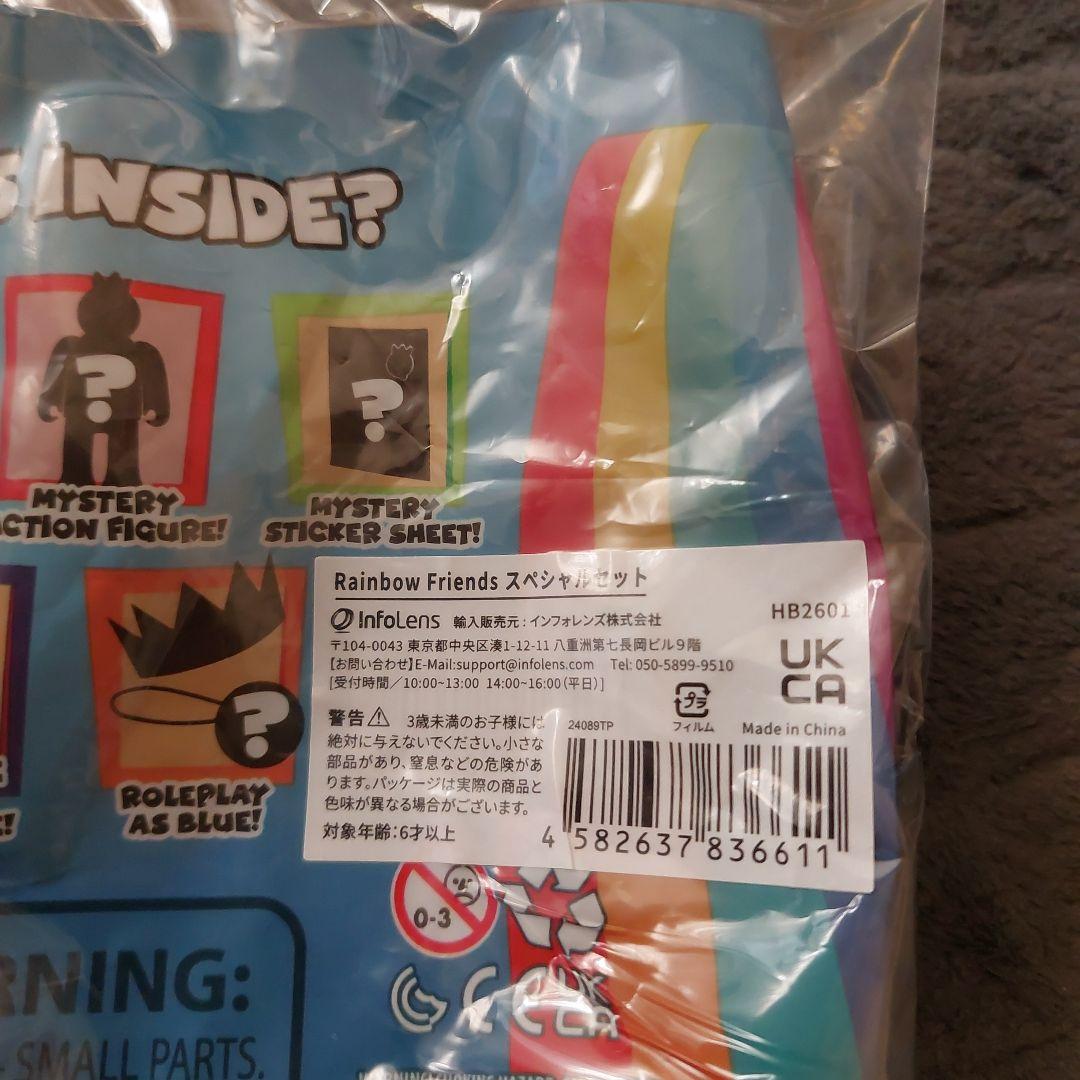 INSIDE?
MYSTERY
ACTION FIGURE!
MYSTERY
STICKER SHEET!
ROLEPLAY
AS BLUE!
Rainbow Friends スペシャルセット
HB2601
InfoLens 輸入販売元:インフォレンズ株式会社
〒104-0043 東京都中央区湊1-12-11 八重洲第七長岡ビル9階
【お問い合わせ】E-Mail:support@infolens.com Tel: 050-5899-9510
[受付時間/10:00~13:00 14:00~16:00(平日)]
UK
CA
プラ
フィルム
Made in China
警告 3歳未満のお子様には
絶対に与えないでください。小さな
部品があり、窒息などの危険があ
ります。パッケージは実際の商品と
色味が異なる場合がございます。
対象年齢:6才以上
24089TP
4 582637 836611
0-3
CE
UK
CA
RNING:
SMALL PARTS.